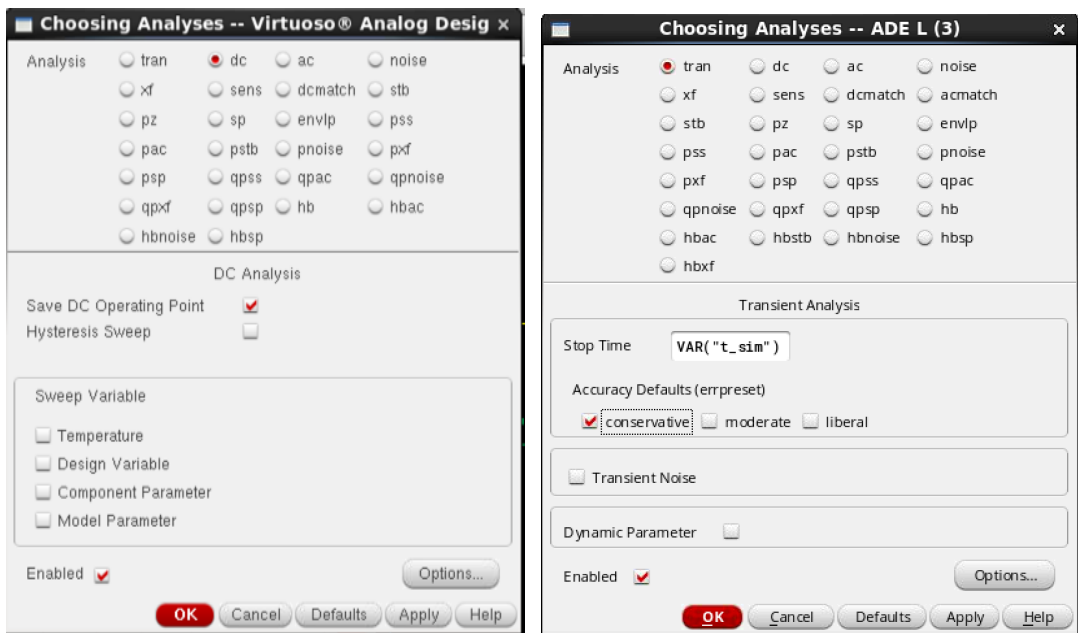 Choosing Analyses -- Virtuoso® Analog Desig
Analysis tran dc ac noise
xf sens dcmatch stb
pz sp envlp pss
pac pstb pnoise pxf
psp qpss qpac qpnoise
qpxf qpsp hb hbac
hbnoise hbsp
DC Analysis
Save DC Operating Point
Hysteresis Sweep
Sweep Variable
Temperature
Design Variable
Component Parameter
Model Parameter
Enabled Options...
OK Cancel Defaults Apply Help
Choosing Analyses -- ADE L (3)
Analysis tran dc ac noise
xf sens dcmatch acmatch
stb pz sp envlp
pss pac pstb pnoise
pxf psp qpss qpac
qpnoise qpxf qpsp hb
hbac hbstb hbnoise hbsp
hbxf
Transient Analysis
Stop Time VAR("t_sim")
Accuracy Defaults (errpreset)
conservative moderate liberal
Transient Noise
Dynamic Parameter
Enabled Options...
OK Cancel Defaults Apply Help